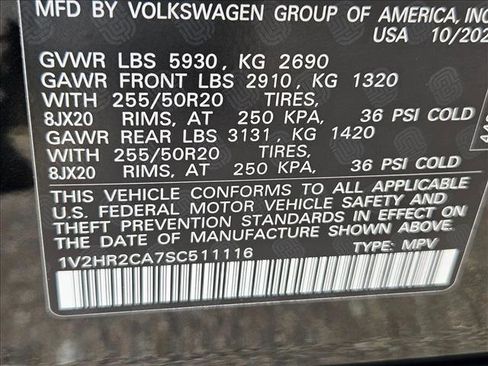 MFD BY VOLKSWAGEN GROUP OF AMERICA, INC
USA 10/202
GVWR LBS 5930, KG 2690
GAWR FRONT LBS 2910, KG 1320
WITH 255/50R20 TIRES,
8JX20 RIMS, AT 250 KPA, 36 PSI COLD
GAWR REAR LBS 3131, KG 1420
WITH 255/50R20 TIRES,
8JX20 RIMS, AT 250 KPA, 36 PSI COLD
THIS VEHICLE CONFORMS TO ALL APPLICABLE
U.S. FEDERAL MOTOR VEHICLE SAFETY AND
THEFT PREVENTION STANDARDS IN EFFECT ON
THE DATE OF MANUFACTURE SHOWN ABOVE.
1V2HR2CA7SC511116 TYPE: MPV